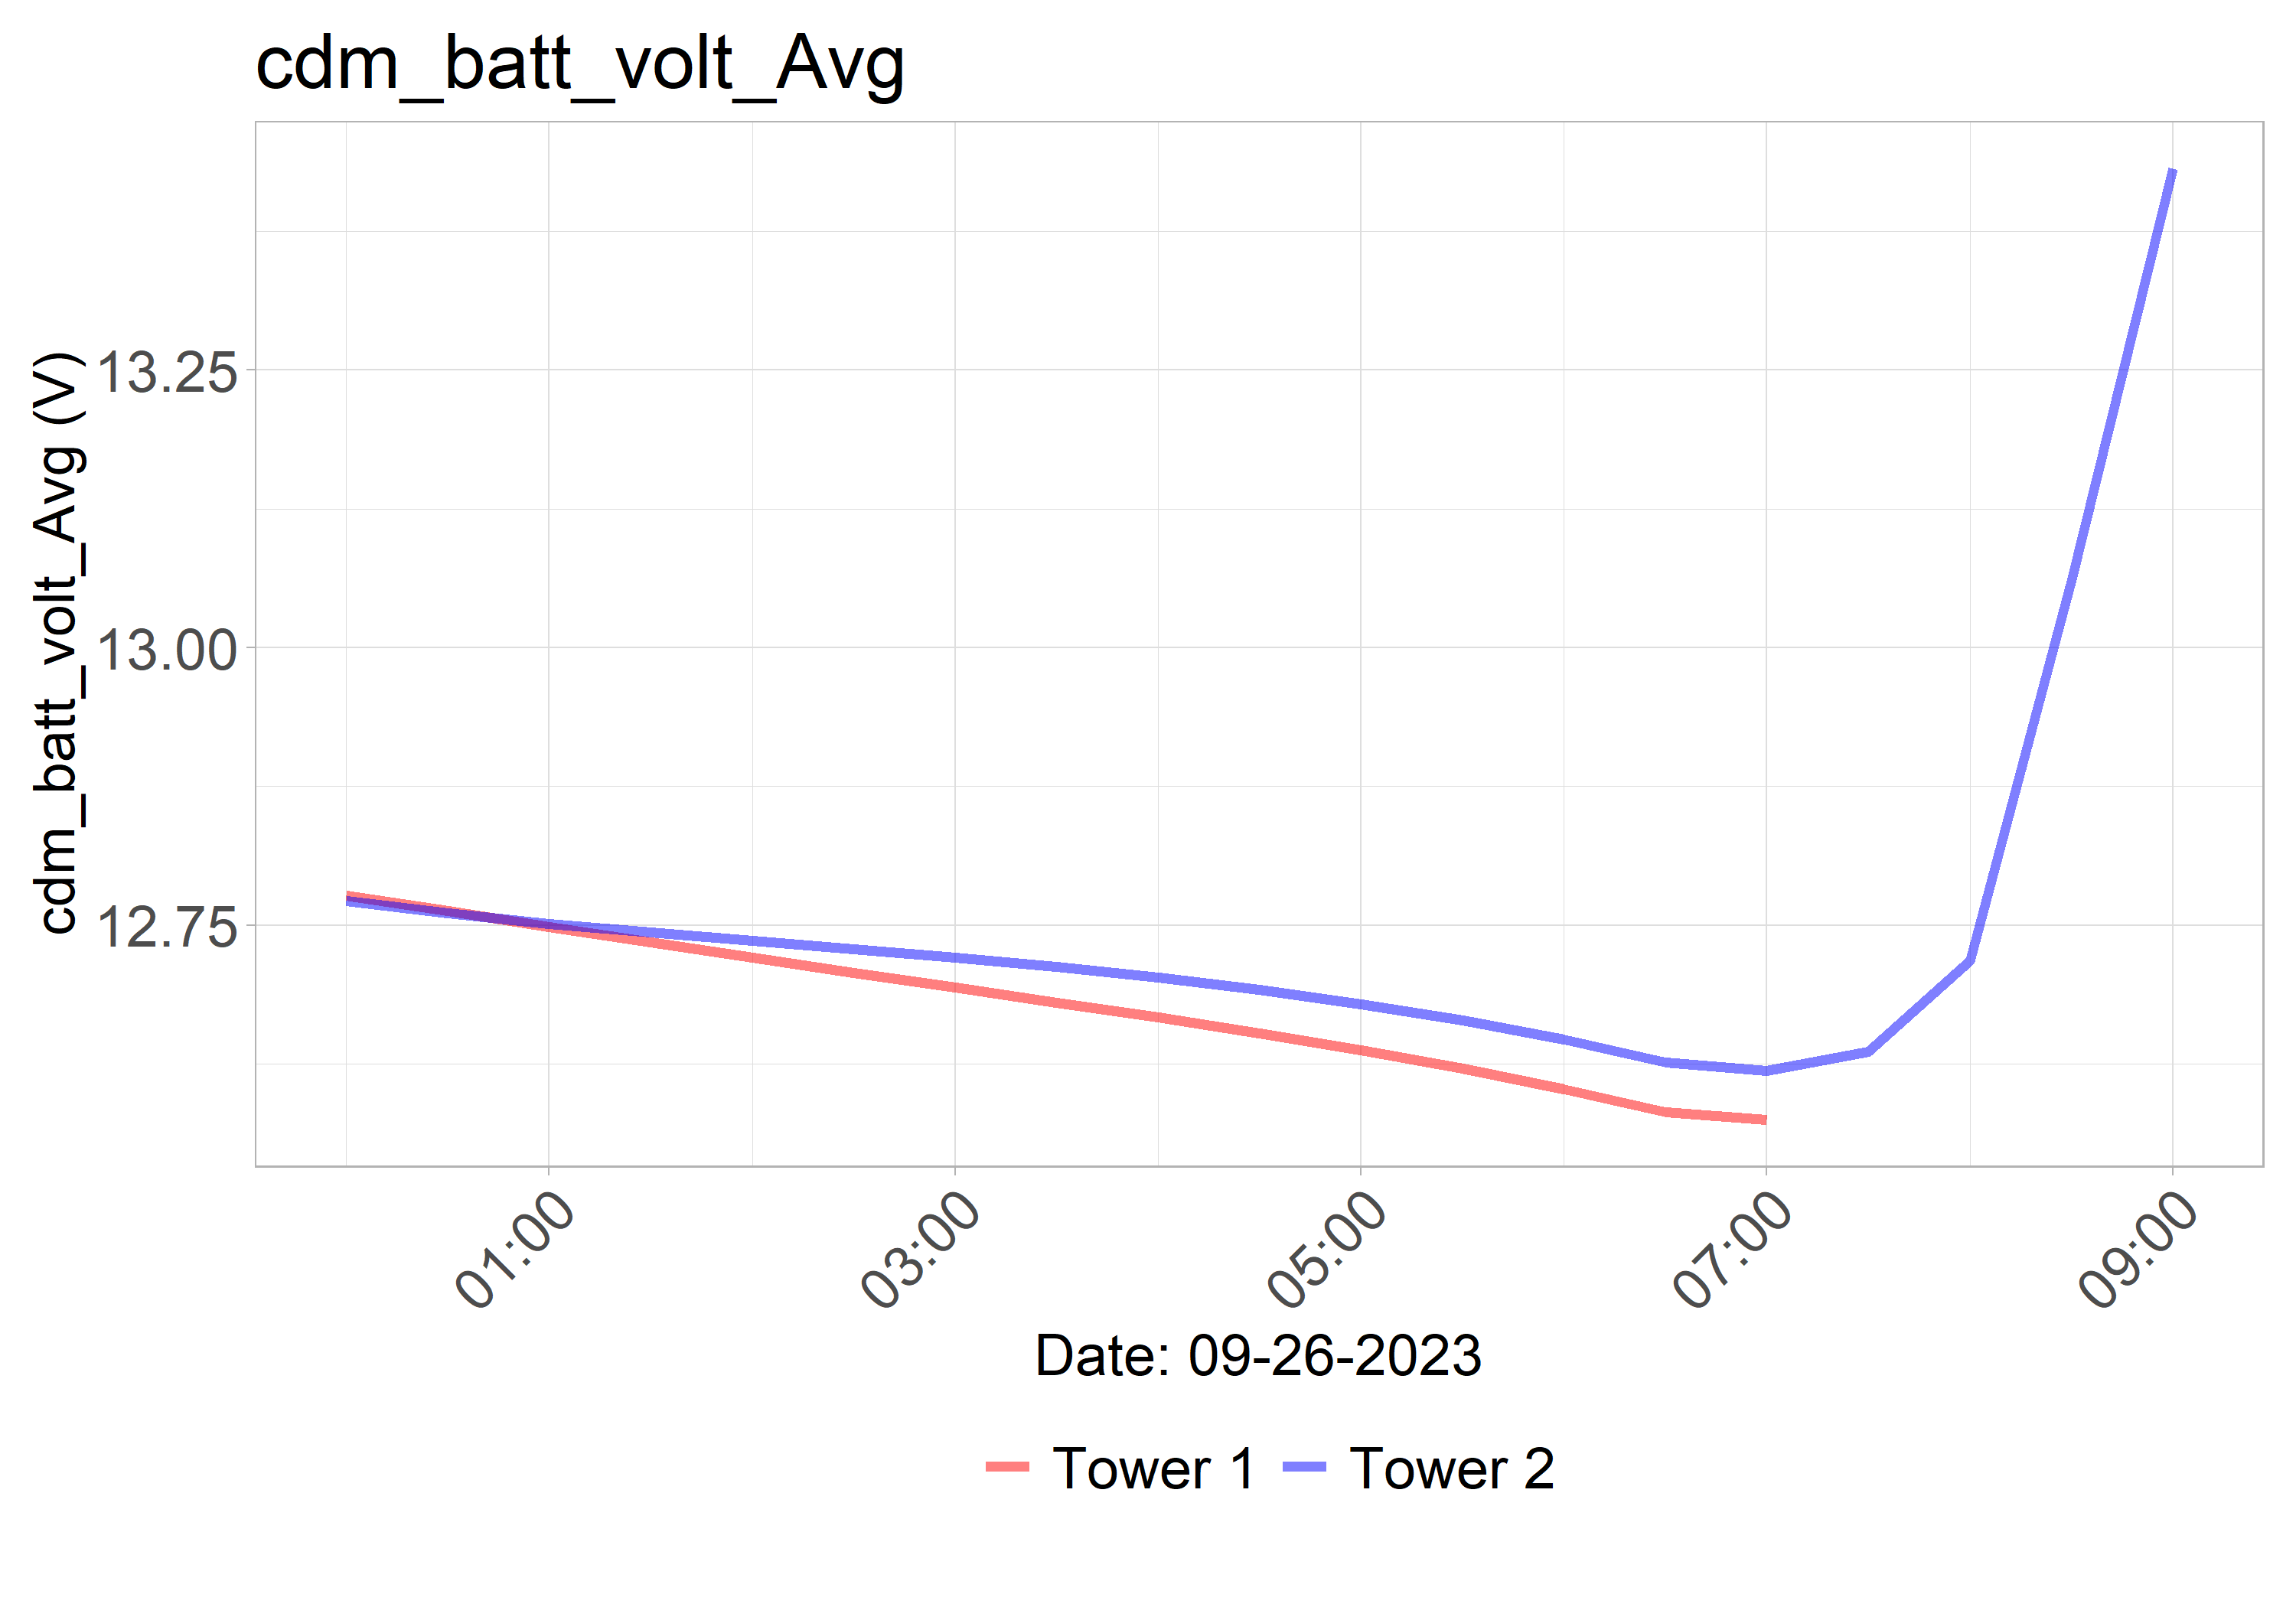 cdm_batt_volt_Avg
cdm_batt_volt_Avg (V)
13.25
13.00
12.75
01:00 03:00 05:00 07:00 09:00
Date: 09-26-2023
Tower 1 Tower 2